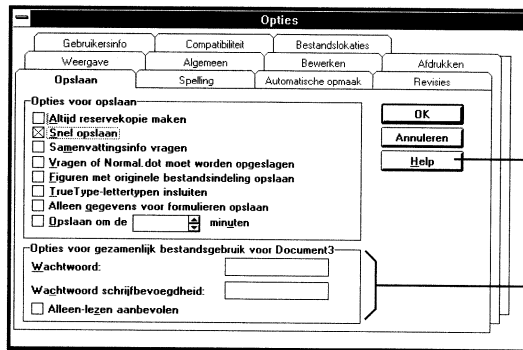 Opties
Gebruikersinfo Compatibiliteit Bestandslokaties
Weergave Algemeen Bewerken Afdrukken
Opslaan Spelling Automatische opmaak Revisies
Opties voor opslaan
Altijd reservekopie maken
Snel opslaan
Samenvattingsinfo vragen
Vragen of Normal.dot moet worden opgeslagen
Figuren met originele bestandsindeling opslaan
TrueType-lettertypen insluiten
Alleen gegevens voor formulieren opslaan
Opslaan om de minuten
OK
Annuleren
Help
Opties voor gezamenlijk bestandsgebruik voor Document3
Wachtwoord:
Wachtwoord schrijfbevoegdheid:
Alleen-lezen aanbevolen